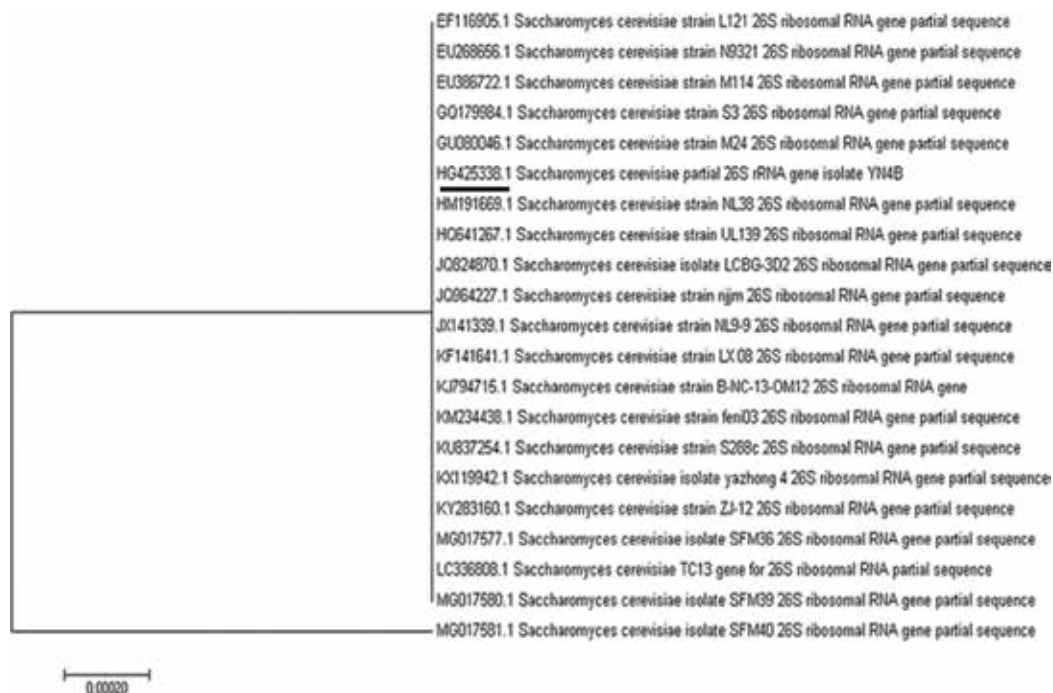 EF116905.1 Saccharomyces cerevisiae strain L121 26S ribosomal RNA gene partial sequence
EU268656.1 Saccharomyces cerevisiae strain N9321 26S ribosomal RNA gene partial sequence
EU386722.1 Saccharomyces cerevisiae strain M114 26S ribosomal RNA gene partial sequence
GQ179984.1 Saccharomyces cerevisiae strain S3 26S ribosomal RNA gene partial sequence
GU080046.1 Saccharomyces cerevisiae strain M24 26S ribosomal RNA gene partial sequence
HG425338.1 Saccharomyces cerevisiae partial 26S rRNA gene isolate YN4B
HM191669.1 Saccharomyces cerevisiae strain NL38 26S ribosomal RNA gene partial sequence
HQ641267.1 Saccharomyces cerevisiae strain UL139 26S ribosomal RNA gene partial sequence
JQ824870.1 Saccharomyces cerevisiae isolate LCBG-3D2 26S ribosomal RNA gene partial sequence
JQ964227.1 Saccharomyces cerevisiae strain njjm 26S ribosomal RNA gene partial sequence
JX141339.1 Saccharomyces cerevisiae strain NL9-9 26S ribosomal RNA gene partial sequence
KF141641.1 Saccharomyces cerevisiae strain LX 08 26S ribosomal RNA gene partial sequence
KJ794715.1 Saccharomyces cerevisiae strain B-NC-13-OM12 26S ribosomal RNA gene
KM234438.1 Saccharomyces cerevisiae strain feni03 26S ribosomal RNA gene partial sequence
KU837254.1 Saccharomyces cerevisiae strain S288c 26S ribosomal RNA gene partial sequence
KX119942.1 Saccharomyces cerevisiae isolate yazhong 4 26S ribosomal RNA gene partial sequence
KY283160.1 Saccharomyces cerevisiae strain ZJ-12 26S ribosomal RNA gene partial sequence
MG017577.1 Saccharomyces cerevisiae isolate SFM36 26S ribosomal RNA gene partial sequence
LC336808.1 Saccharomyces cerevisiae TC13 gene for 26S ribosomal RNA partial sequence
MG017580.1 Saccharomyces cerevisiae isolate SFM39 26S ribosomal RNA gene partial sequence
MG017581.1 Saccharomyces cerevisiae isolate SFM40 26S ribosomal RNA gene partial sequence
0.00020